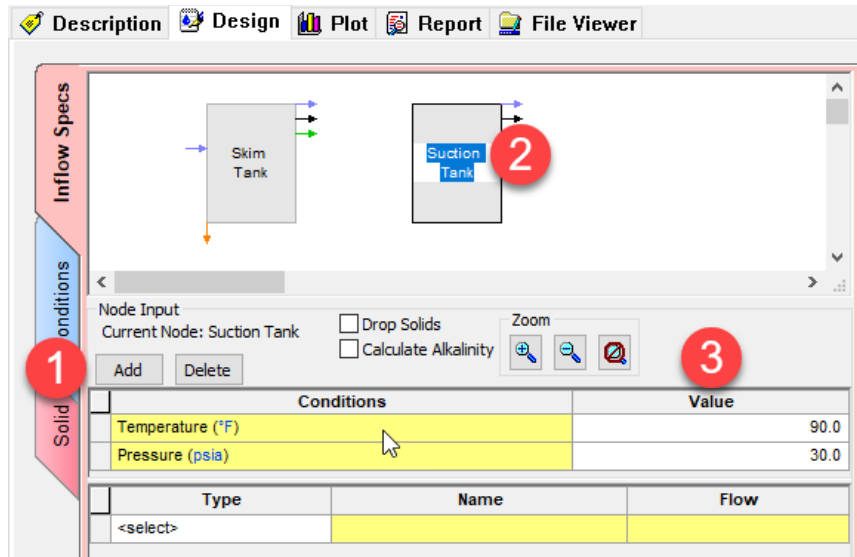 Description Design Plot Report File Viewer
Inflow Specs
Skim
Tank
Suction
Tank
2
onditions
Node Input
Current Node: Suction Tank
Drop Solids
Calculate Alkalinity
Zoom
1
Add Delete
3
Solid
Conditions Value
Temperature (°F) 90.0
Pressure (psia) 30.0
Type Name Flow
<select>